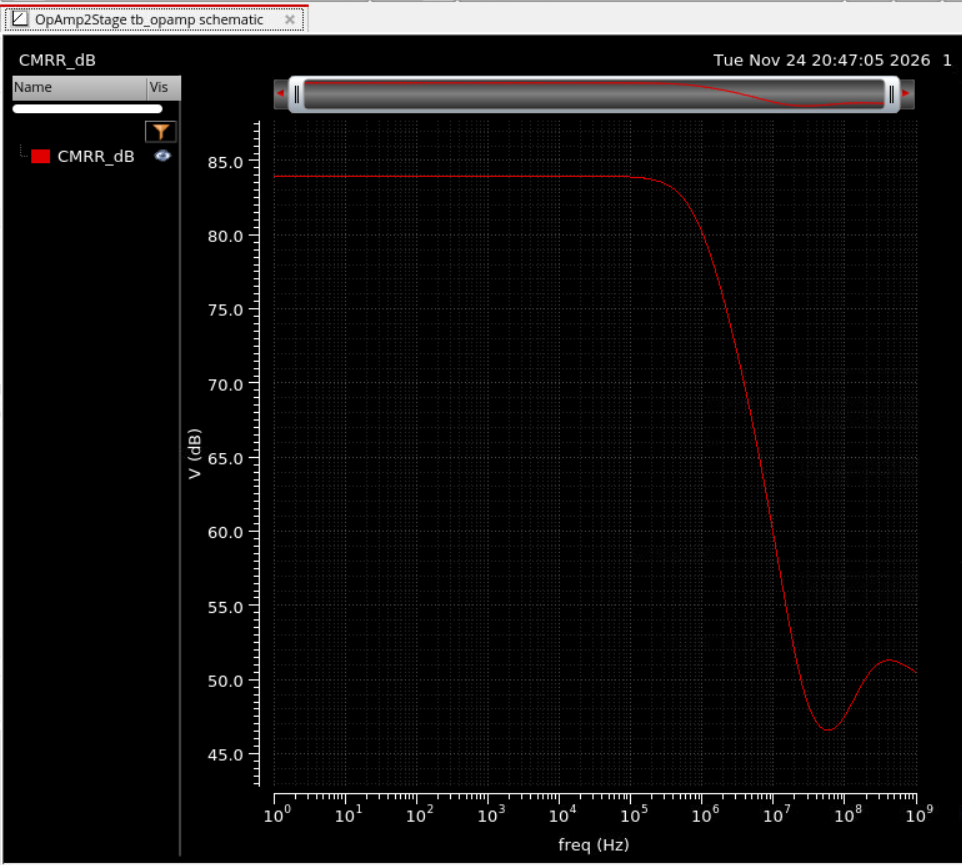 OpAmp2Stage tb_opamp schematic
CMRR_dB
Tue Nov 24 20:47:05 2026 1
Name Vis
CMRR_dB
85.0
80.0
75.0
70.0
65.0
60.0
55.0
50.0
45.0
V (dB)
10⁰ 10¹ 10² 10³ 10⁴ 10⁵ 10⁶ 10⁷ 10⁸ 10⁹
freq (Hz)